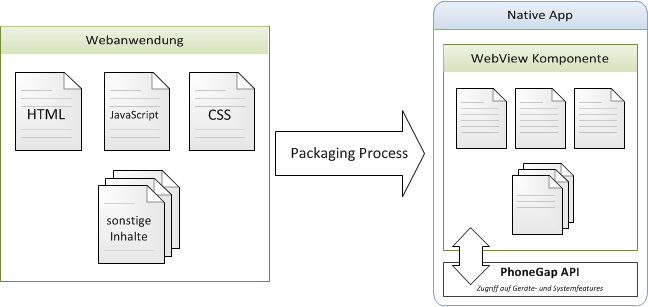 Webanwendung
HTML
JavaScript
CSS
sonstige
Inhalte
Packaging Process
Native App
WebView Komponente
PhoneGap API
Zugriff auf Geräte- und Systemfeatures